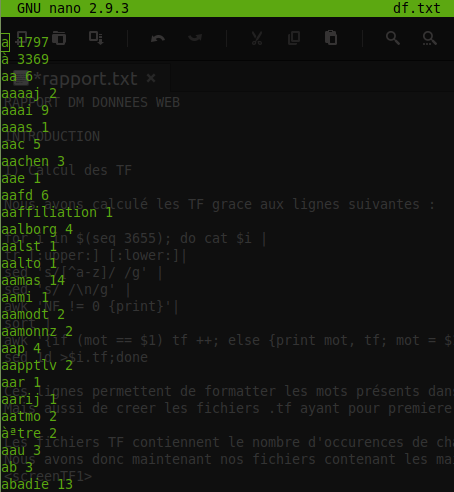 GNU nano 2.9.3 df.txt
a 1797
à 3369
aa 6
aaaaj 2
aaai 9
aaas 1
aac 5
aachen 3
aae 1
aafd 6
aaffiliation 1
aalborg 4
aalst 1
aalto 1
aamas 14
aami 1
aamodt 2
aamonnz 2
aap 4
aapptlv 2
aar 1
aarij 1
aatmo 2
àªtre 2
aau 3
ab 3
abadie 13
*rapport.txt ×
RAPPORT DM DONNEES WEB
INTRODUCTION
1) Calcul des TF
Nous avons calculé les TF grace aux lignes suivantes :
for i in $(seq 3655); do cat $i |
tr [:upper:] [:lower:]|
sed 's/[^a-z]/ /g' |
sed 's/ /\n/g' |
awk 'NF != 0 {print}'|
sort |
awk '{if (mot == $1) tf ++; else {print mot, tf; mot = $
sed 1d >$i.tf;done
Ces lignes permettent de formatter les mots présents dan
Mais aussi de creer les fichiers .tf ayant pour premiere
Les fichiers TF contiennent le nombre d'occurences de cha
Nous avons donc maintenant nos fichiers contenant les ma
<screenTF1>